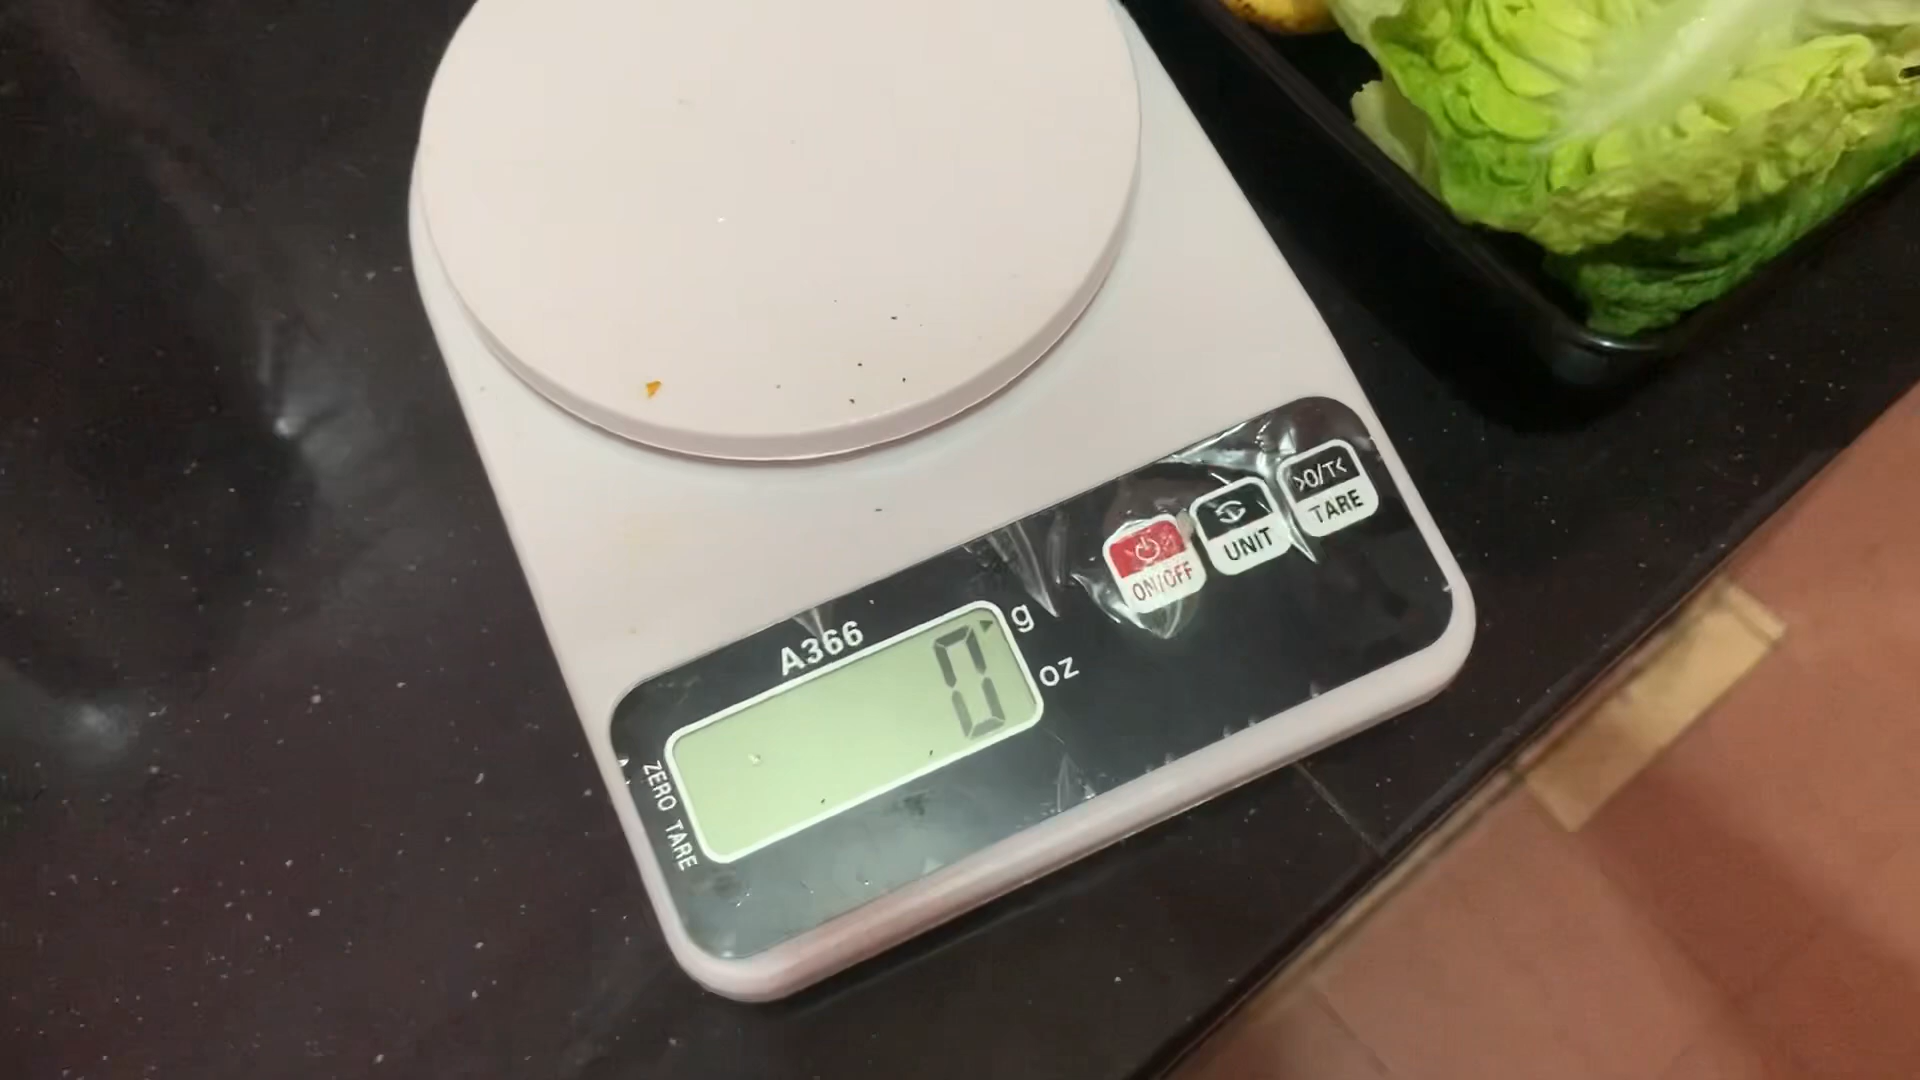 >0/T<
TARE
UNIT
ON/OFF
A366
0
g
oz
ZERO TARE